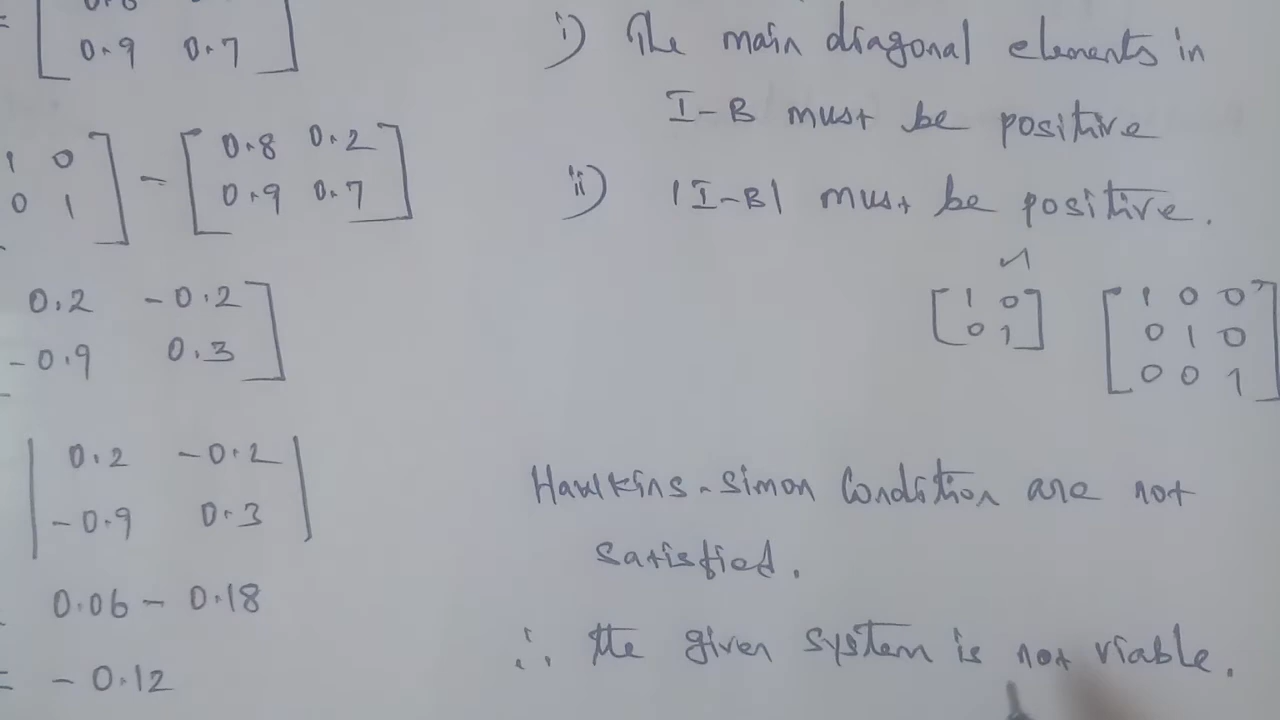 = [
0.9 0.7 ]
1 0
0 1 ] - [ 0.8 0.2
0.9 0.7 ]
0.2 -0.2
-0.9 0.3 ]
| 0.2 -0.2
-0.9 0.3 |
0.06 - 0.18
= -0.12
i) The main diagonal elements in
I-B must be positive
ii) |I-B| must be positive.
[ 1 0
0 1 ]
[ 1 0 0
0 1 0
0 0 1 ]
Hawkins-Simon Condition are not
satisfied.
∴ the given system is not viable.